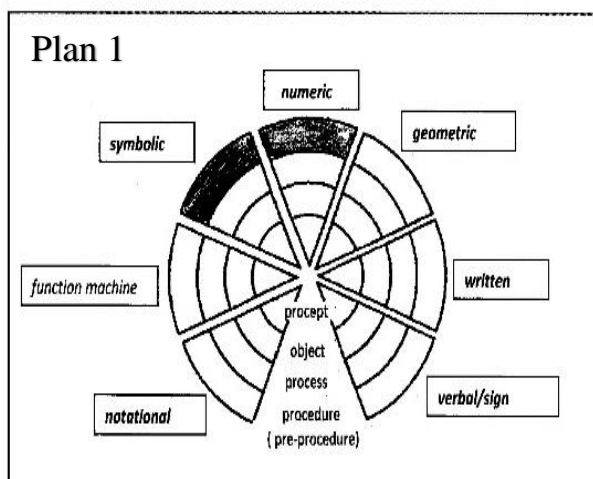 Plan 1
numeric
symbolic
geometric
function machine
written
notational
verbal/sign
procept
object
process
procedure
( pre-procedure)